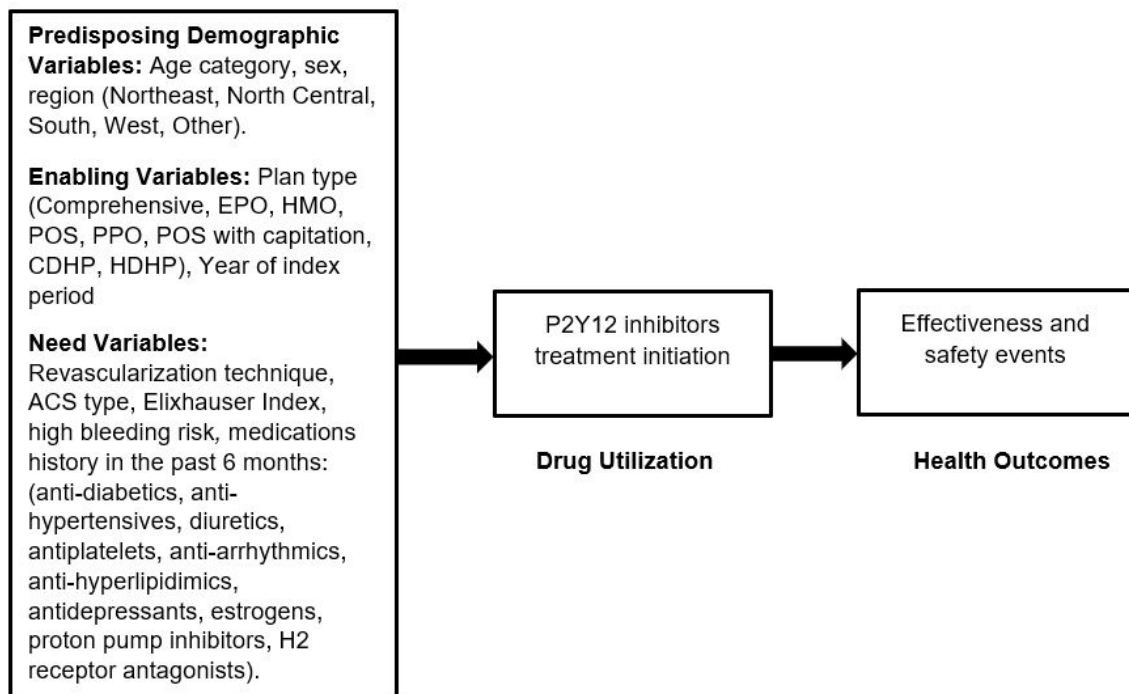 Predisposing Demographic
Variables: Age category, sex,
region (Northeast, North Central,
South, West, Other).
Enabling Variables: Plan type
(Comprehensive, EPO, HMO,
POS, PPO, POS with capitation,
CDHP, HDHP), Year of index
period
Need Variables:
Revascularization technique,
ACS type, Elixhauser Index,
high bleeding risk, medications
history in the past 6 months:
(anti-diabetics, anti-
hypertensives, diuretics,
antiplatelets, anti-arrhythmics,
anti-hyperlipidimics,
antidepressants, estrogens,
proton pump inhibitors, H2
receptor antagonists).
P2Y12 inhibitors
treatment initiation
Drug Utilization
Effectiveness and
safety events
Health Outcomes